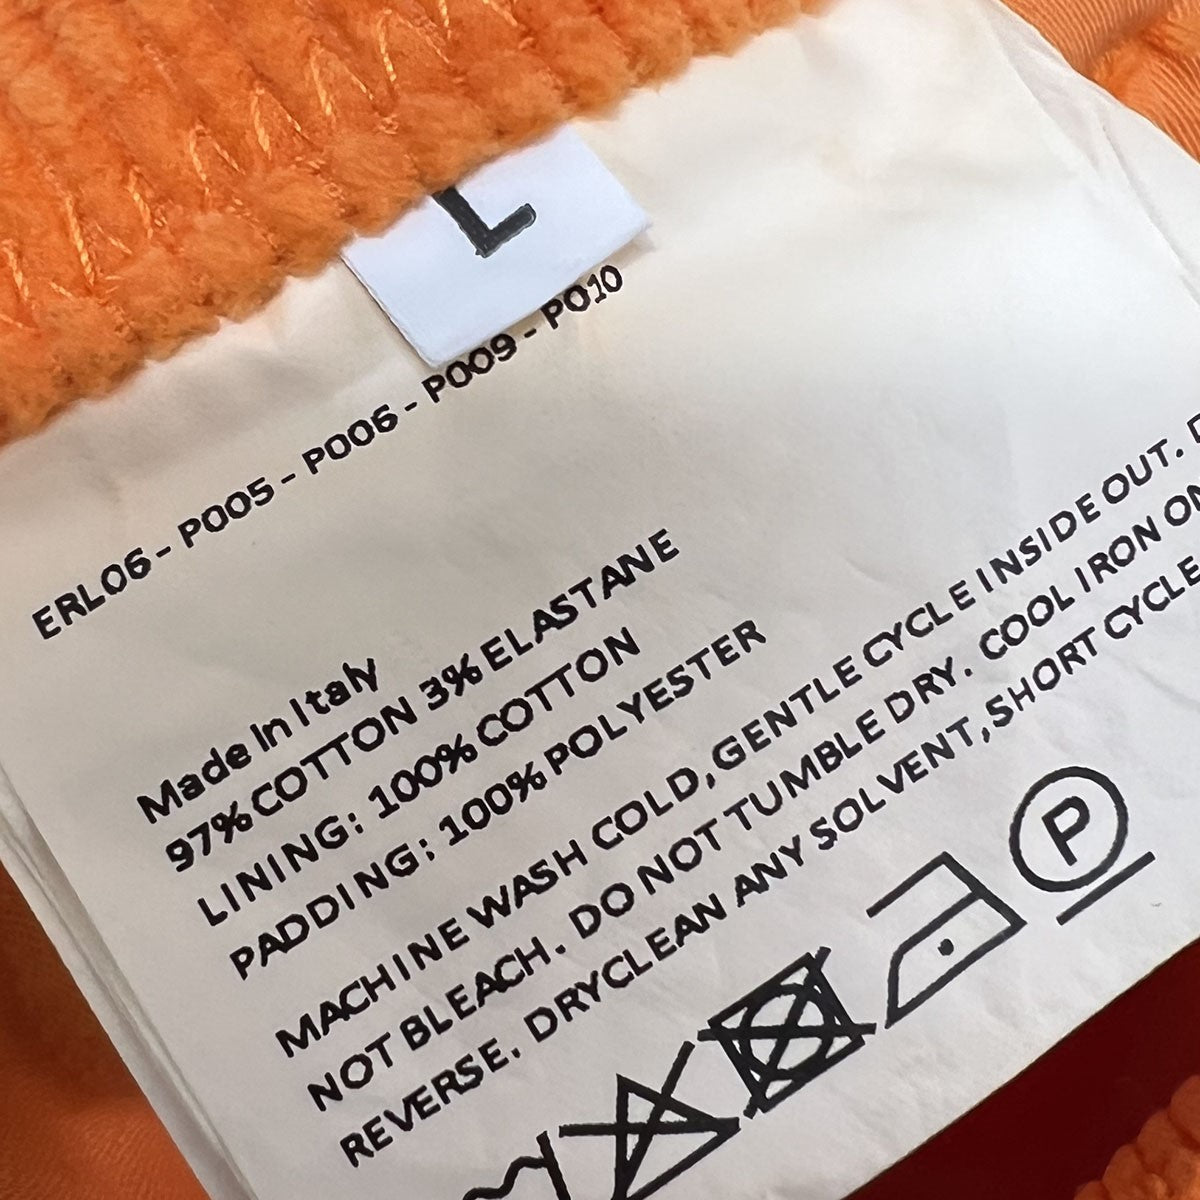 L
ERL06 - P005 - P006 - P009 - P010
Made in Italy
97% COTTON 3% ELASTANE
LINING: 100% COTTON
PADDING: 100% POLYESTER
MACHINE WASH COLD, GENTLE CYCLE INSIDE OUT.
NOT BLEACH. DO NOT TUMBLE DRY. COOL IRON ON
REVERSE. DRYCLEAN ANY SOLVENT, SHORT CYCLE
P